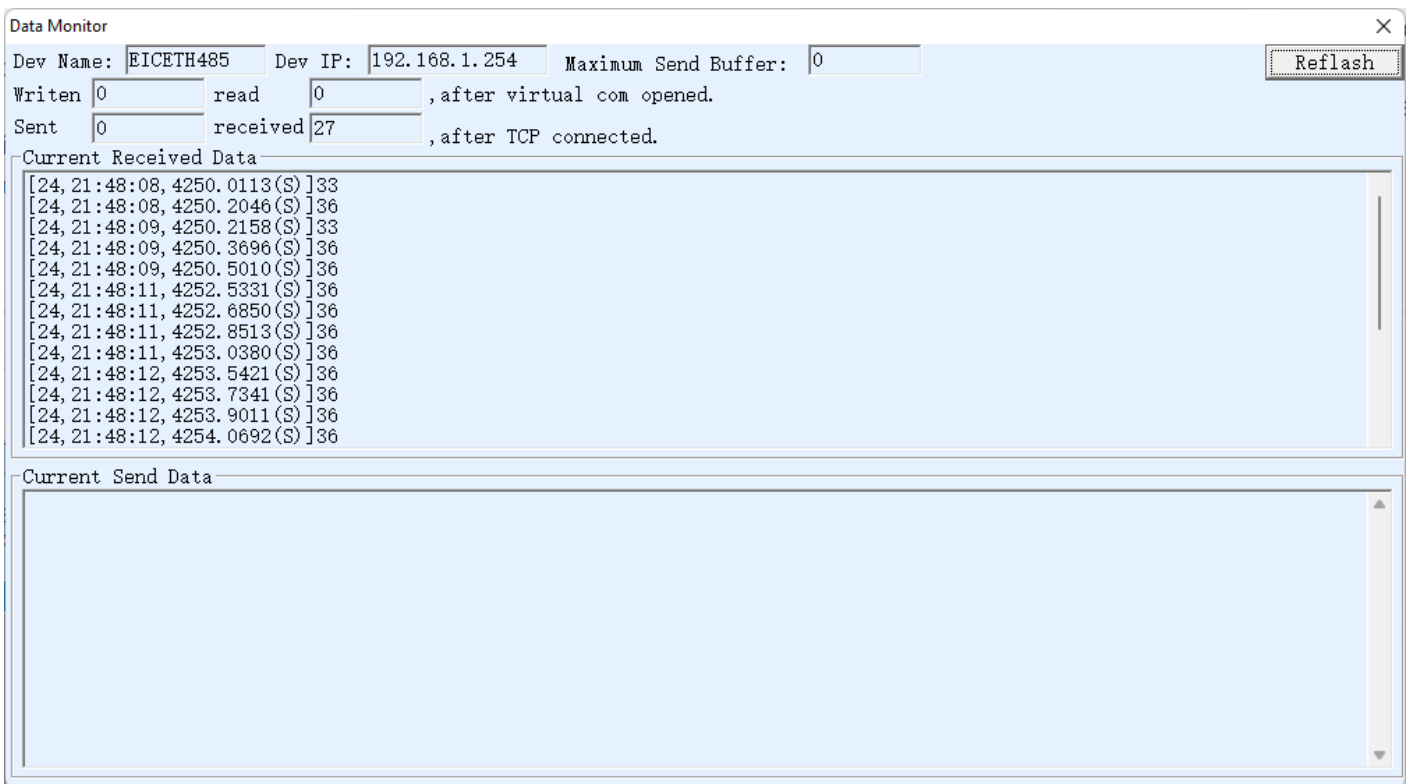 Data Monitor
Dev Name: EICETH485 Dev IP: 192.168.1.254 Maximum Send Buffer: 0 Reflash
Writen 0 read 0 ,after virtual com opened.
Sent 0 received 27 ,after TCP connected.
Current Received Data
[24,21:48:08,4250.0113(S)]33
[24,21:48:08,4250.2046(S)]36
[24,21:48:09,4250.2158(S)]33
[24,21:48:09,4250.3696(S)]36
[24,21:48:09,4250.5010(S)]36
[24,21:48:11,4252.5331(S)]36
[24,21:48:11,4252.6850(S)]36
[24,21:48:11,4252.8513(S)]36
[24,21:48:11,4253.0380(S)]36
[24,21:48:12,4253.5421(S)]36
[24,21:48:12,4253.7341(S)]36
[24,21:48:12,4253.9011(S)]36
[24,21:48:12,4254.0692(S)]36
Current Send Data